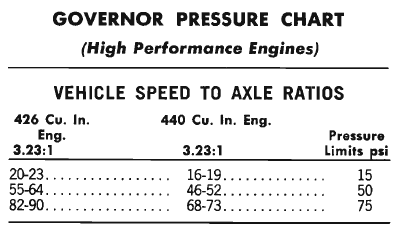 GOVERNOR PRESSURE CHART
(High Performance Engines)
VEHICLE SPEED TO AXLE RATIOS
426 Cu. In. 440 Cu. In. Eng.
Eng. Pressure
3.23:1 3.23:1 Limits psi
20-23................. 16-19.............. 15
55-64................. 46-52.............. 50
82-90................. 68-73.............. 75